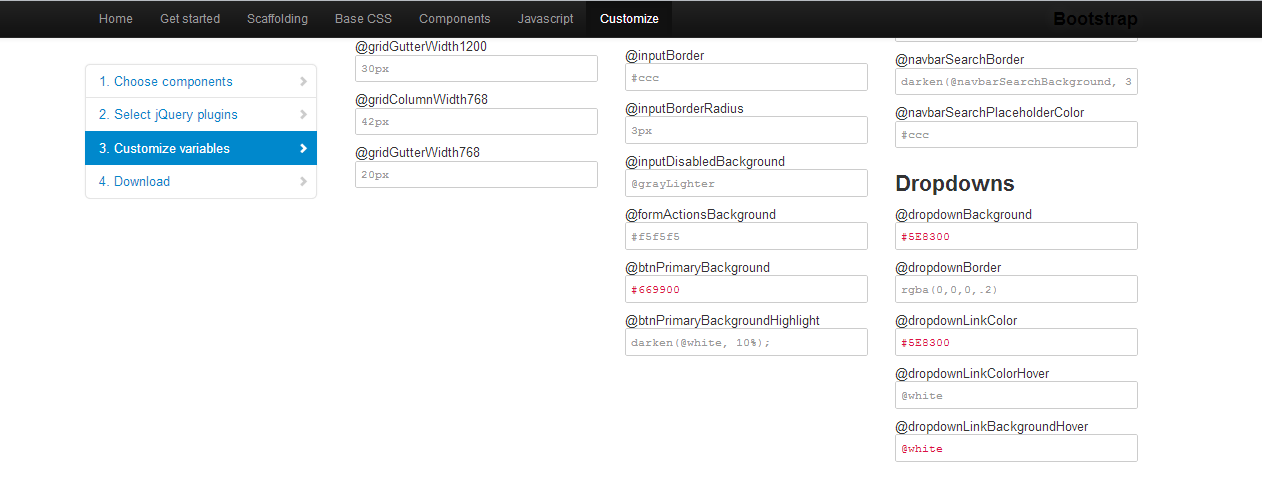 Home Get started Scaffolding Base CSS Components Javascript Customize Bootstrap
1. Choose components
2. Select jQuery plugins
3. Customize variables
4. Download
@gridGutterWidth1200
30px
@gridColumnWidth768
42px
@gridGutterWidth768
20px
@inputBorder
#ccc
@inputBorderRadius
3px
@inputDisabledBackground
@grayLighter
@formActionsBackground
#f5f5f5
@btnPrimaryBackground
#669900
@btnPrimaryBackgroundHighlight
darken(@white, 10%);
@navbarSearchBorder
darken(@navbarSearchBackground, 3
@navbarSearchPlaceholderColor
#ccc
Dropdowns
@dropdownBackground
#5E8300
@dropdownBorder
rgba(0,0,0,.2)
@dropdownLinkColor
#5E8300
@dropdownLinkColorHover
@white
@dropdownLinkBackgroundHover
@white